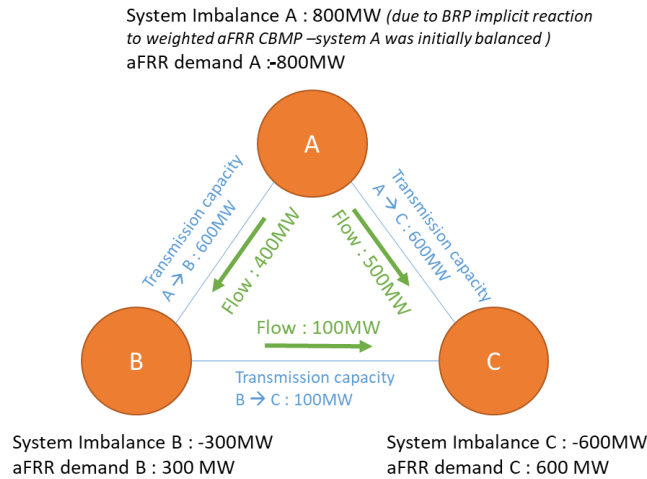 System Imbalance A : 800MW (due to BRP implicit reaction
to weighted aFRR CBMP –system A was initially balanced )
aFRR demand A :-800MW
A
Transmission capacity
A → B : 600MW
Flow : 400MW
Transmission capacity
A → C : 600MW
Flow : 500MW
B
Flow : 100MW
C
Transmission capacity
B → C : 100MW
System Imbalance B : -300MW
aFRR demand B : 300 MW
System Imbalance C : -600MW
aFRR demand C : 600 MW